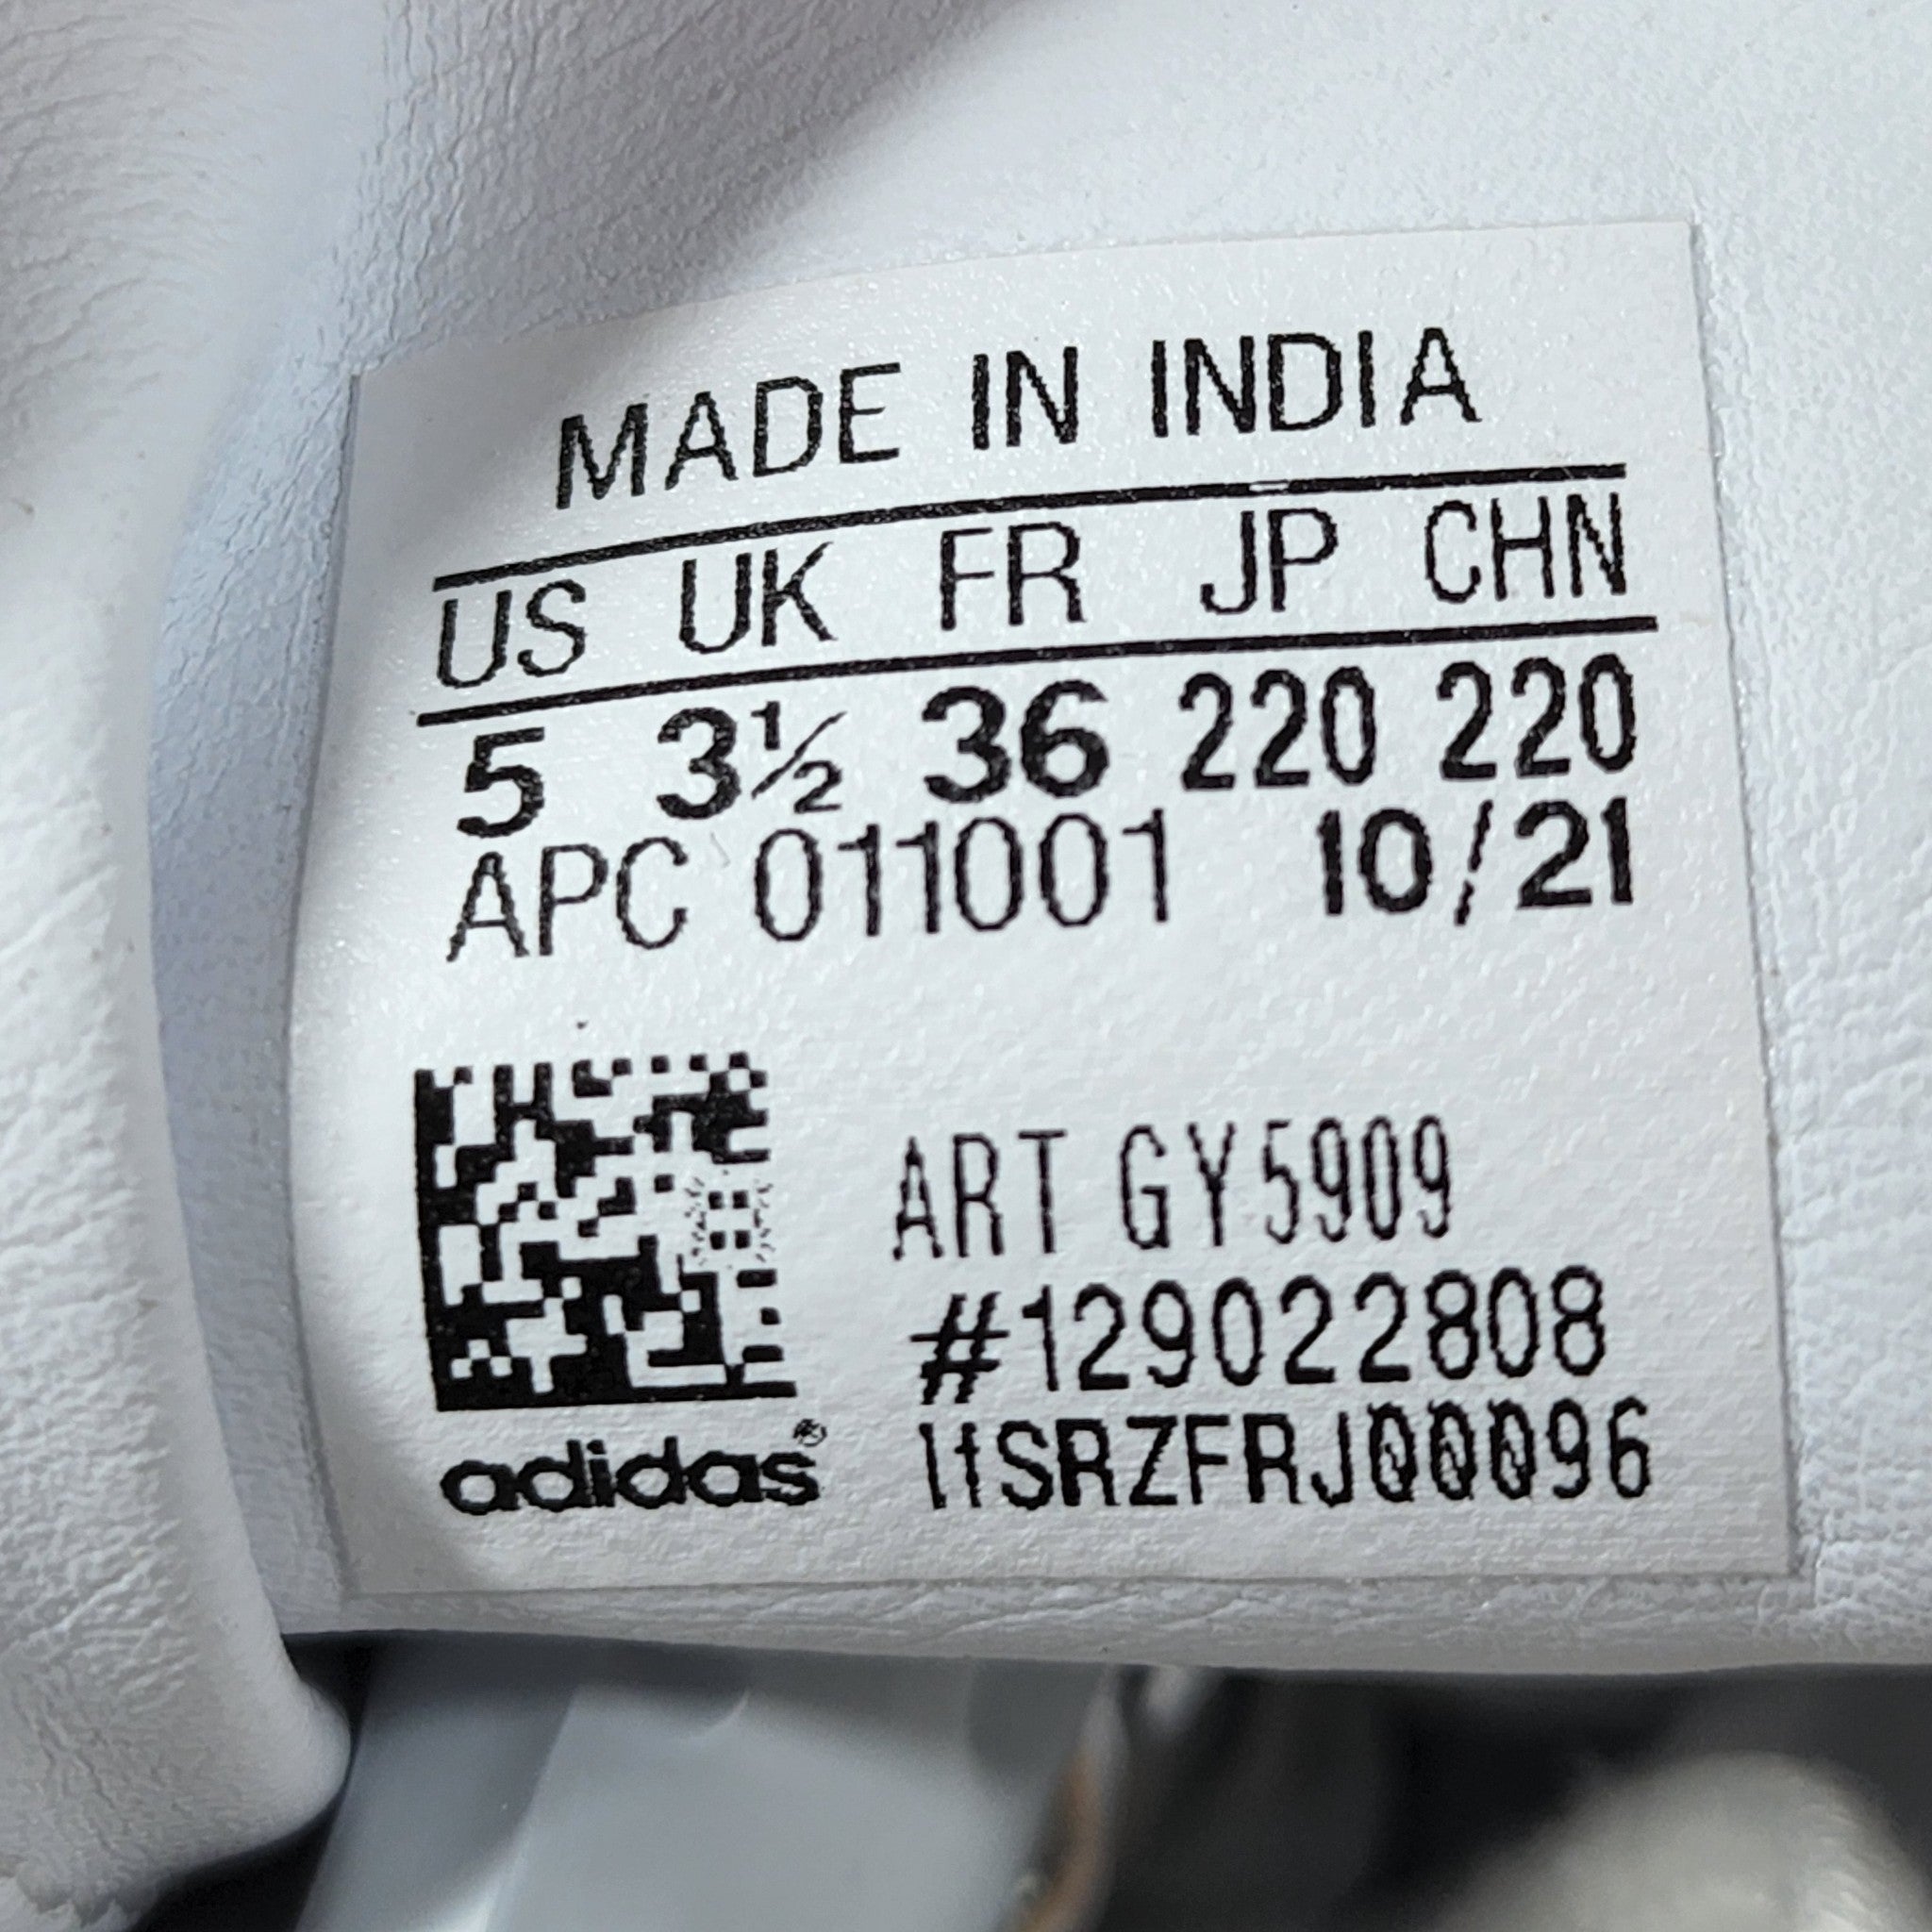 MADE IN INDIA
US UK FR JP CHN
5 3½ 36 220 220
APC 011001 10/21
ART GY5909
#129022808
1tSRZFRJ00096
adidas®